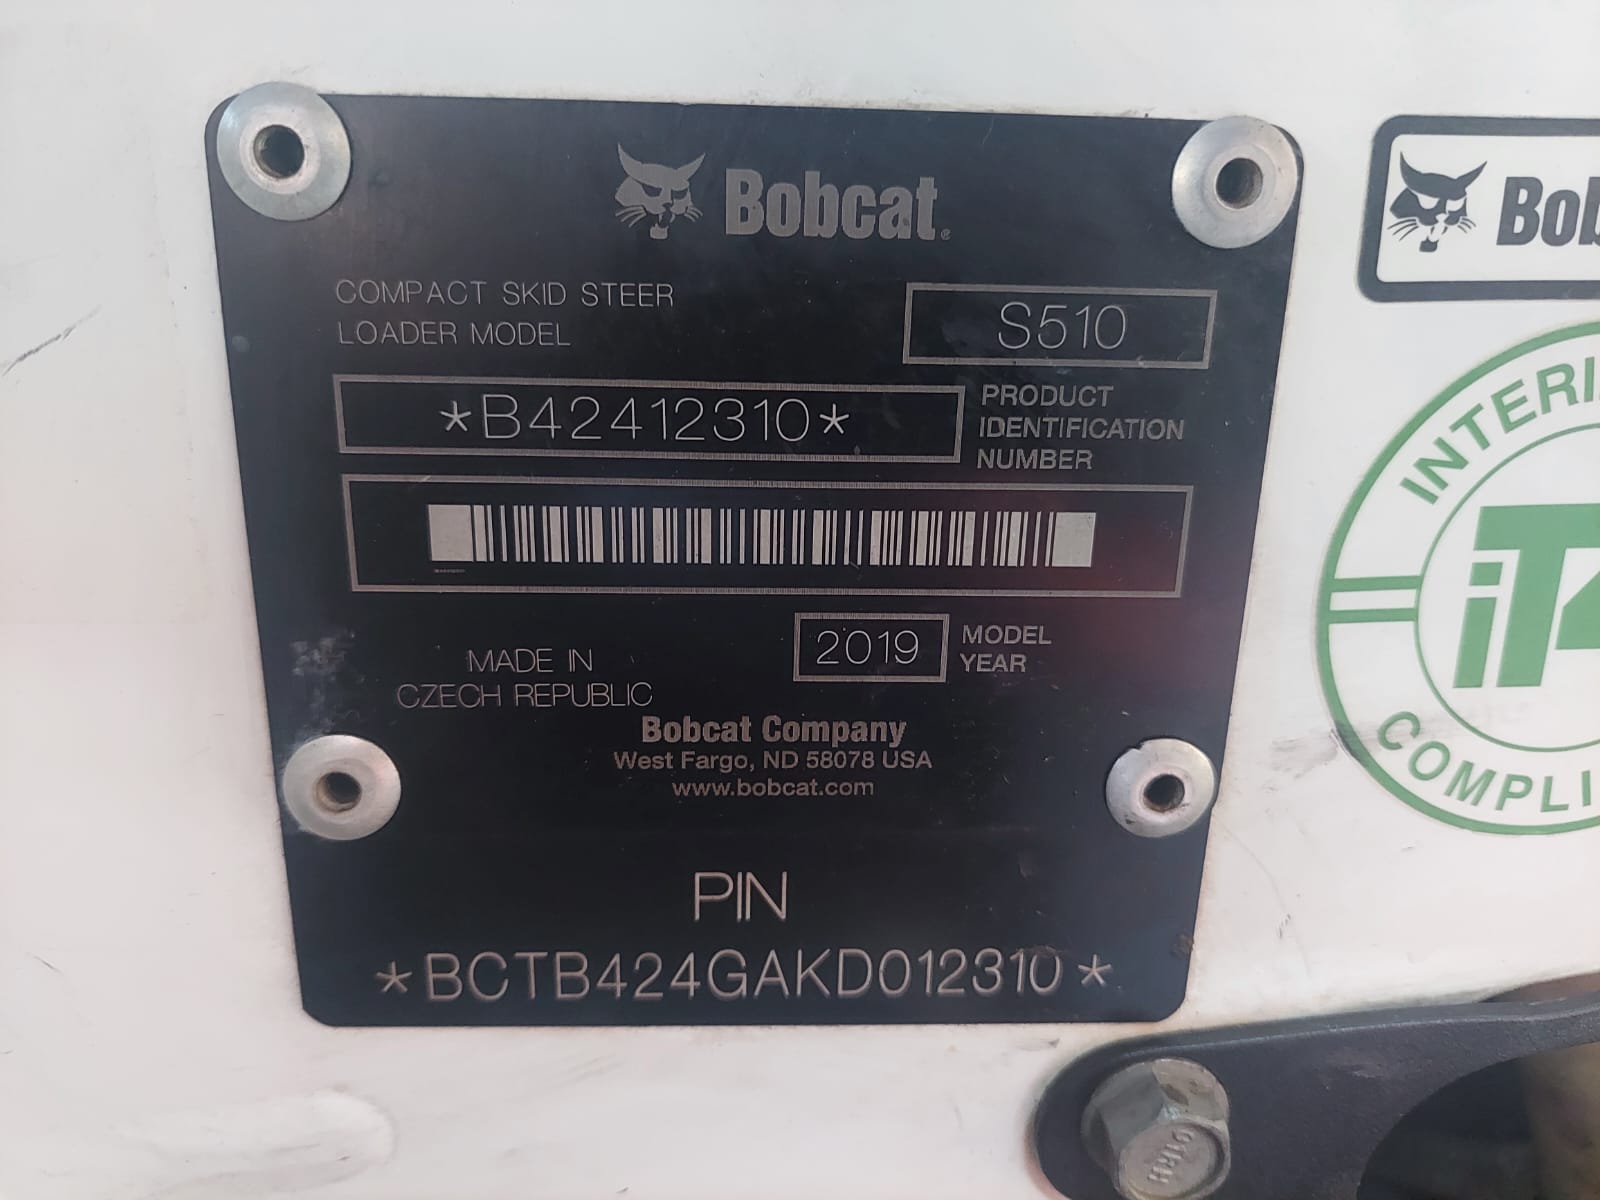 Bobcat®
COMPACT SKID STEER
LOADER MODEL
S510
*B42412310*
PRODUCT
IDENTIFICATION
NUMBER
MADE IN
CZECH REPUBLIC
2019
MODEL
YEAR
Bobcat Company
West Fargo, ND 58078 USA
www.bobcat.com
PIN
*BCTB424GAKD012310*
Bob
INTERI
iT4
COMPLI